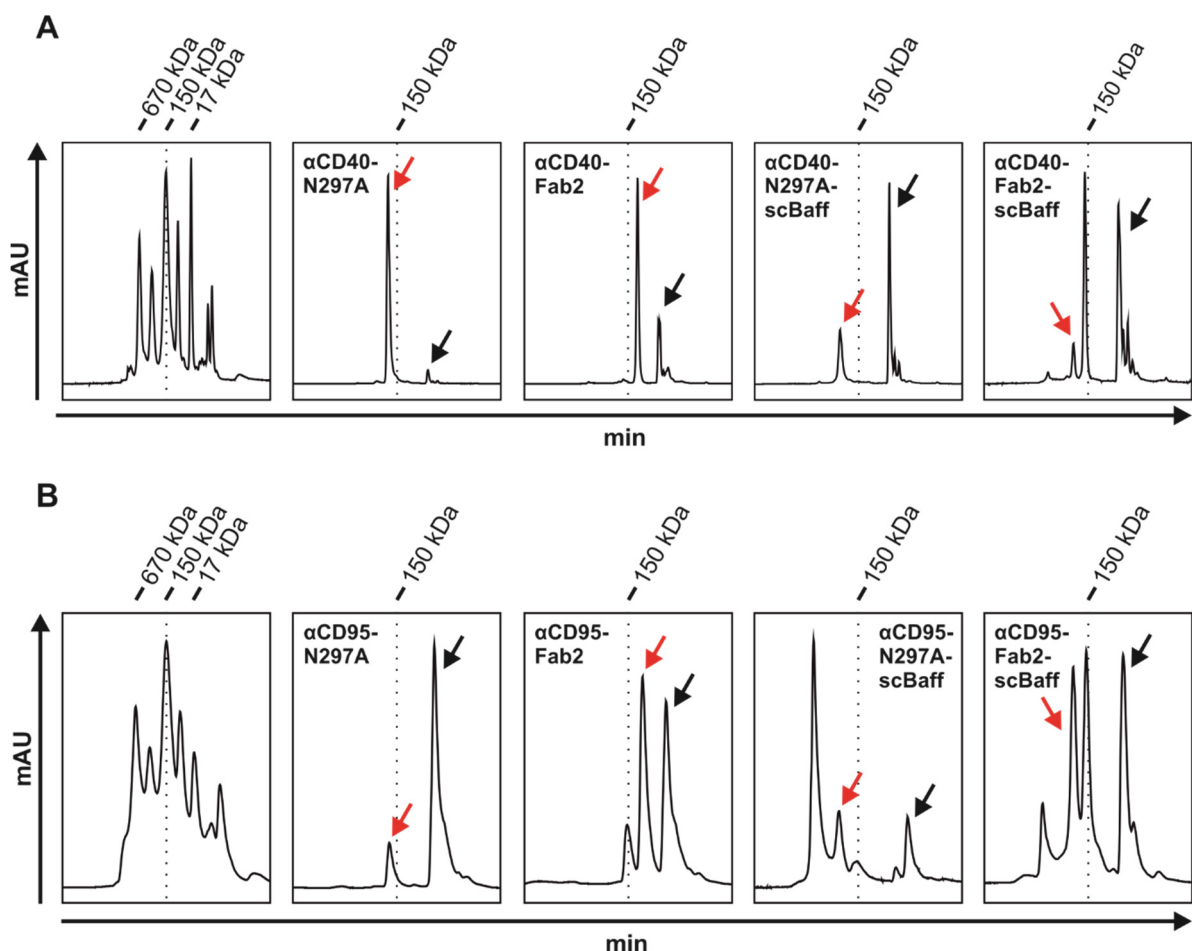 A
670 kDa
150 kDa
17 kDa
150 kDa
150 kDa
150 kDa
150 kDa
mAU
αCD40-
N297A
αCD40-
Fab2
αCD40-
N297A-
scBaff
αCD40-
Fab2-
scBaff
min
B
670 kDa
150 kDa
17 kDa
150 kDa
150 kDa
150 kDa
150 kDa
mAU
αCD95-
N297A
αCD95-
Fab2
αCD95-
N297A-
scBaff
αCD95-
Fab2-
scBaff
min